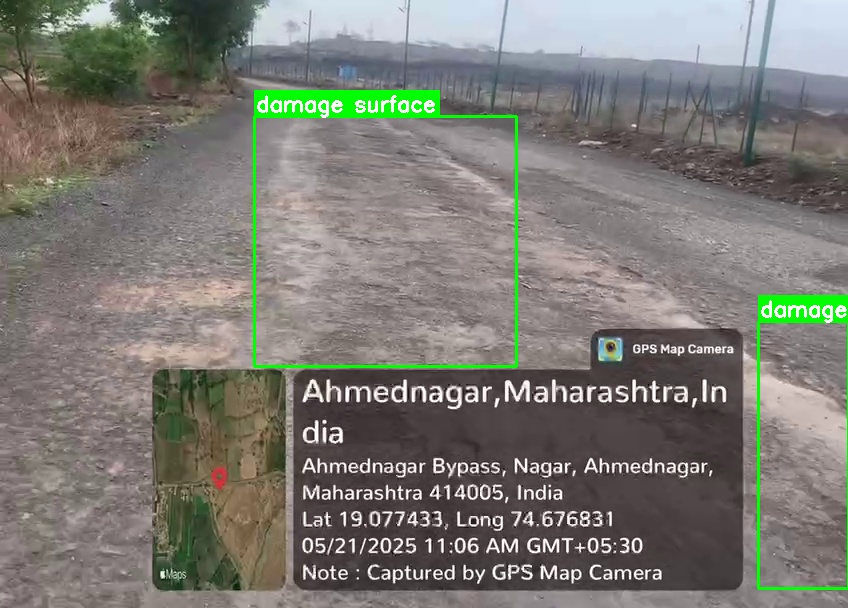 damage surface
damage
GPS Map Camera
Ahmednagar,Maharashtra,In
dia
Ahmednagar Bypass, Nagar, Ahmednagar,
Maharashtra 414005, India
Lat 19.077433, Long 74.676831
05/21/2025 11:06 AM GMT+05:30
Note : Captured by GPS Map Camera
Maps